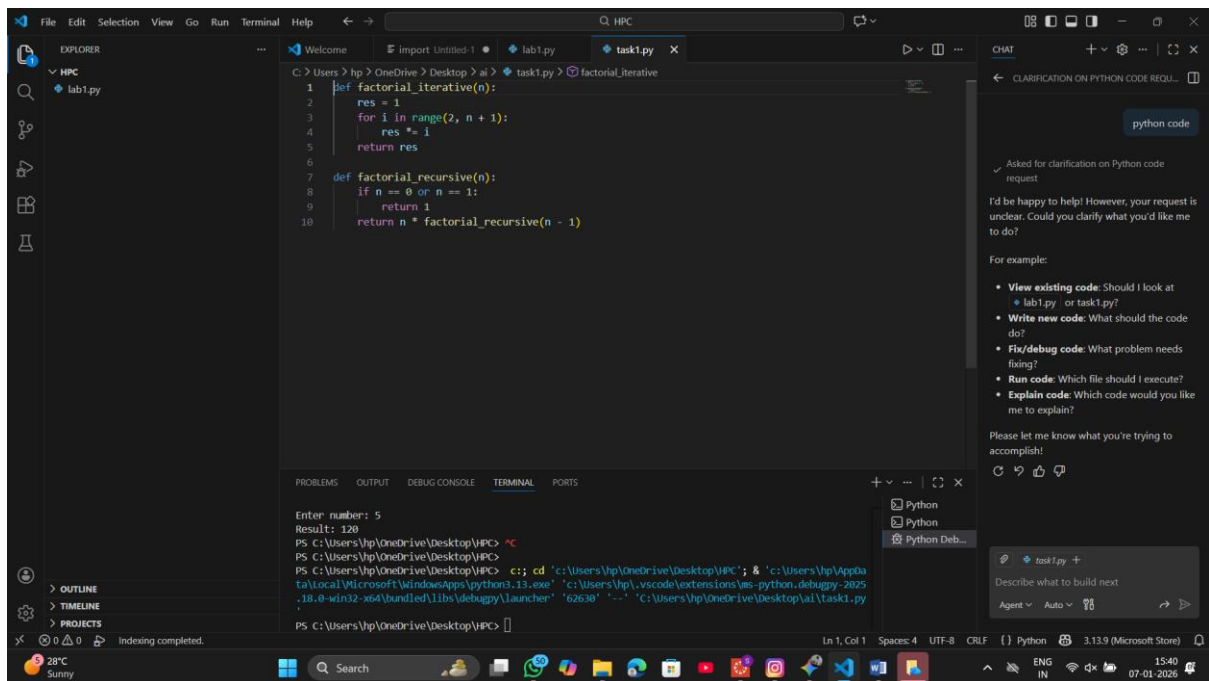 File Edit Selection View Go Run Terminal Help
HPC
EXPLORER
HPC
lab1.py
Welcome
import Untitled-1
lab1.py
task1.py
C: > Users > hp > OneDrive > Desktop > ai > task1.py > factorial_iterative
1 def factorial_iterative(n):
2 res = 1
3 for i in range(2, n + 1):
4 res *= i
5 return res
6
7 def factorial_recursive(n):
8 if n == 0 or n == 1:
9 return 1
10 return n * factorial_recursive(n - 1)
PROBLEMS OUTPUT DEBUG CONSOLE TERMINAL PORTS
Enter number: 5
Result: 120
PS C:\Users\hp\OneDrive\Desktop\HPC> ^C
PS C:\Users\hp\OneDrive\Desktop\HPC>
PS C:\Users\hp\OneDrive\Desktop\HPC> c:; cd 'c:\Users\hp\OneDrive\Desktop\HPC'; & 'c:\Users\hp\AppDa
ta\Local\Microsoft\WindowsApps\python3.13.exe' 'c:\Users\hp\.vscode\extensions\ms-python.debugpy-2025
.18.0-win32-x64\bundled\libs\debugpy\launcher' '62630' '--' 'C:\Users\hp\OneDrive\Desktop\ai\task1.py
'
PS C:\Users\hp\OneDrive\Desktop\HPC>
Python
Python
Python Deb...
CHAT
CLARIFICATION ON PYTHON CODE REQU...
python code
Asked for clarification on Python code
request
I'd be happy to help! However, your request is
unclear. Could you clarify what you'd like me
to do?
For example:
• View existing code: Should I look at
lab1.py or task1.py?
• Write new code: What should the code
do?
• Fix/debug code: What problem needs
fixing?
• Run code: Which file should I execute?
• Explain code: Which code would you like
me to explain?
Please let me know what you're trying to
accomplish!
task1.py
Describe what to build next
Agent Auto
OUTLINE
TIMELINE
PROJECTS
0 0 Indexing completed.
Ln 1, Col 1 Spaces: 4 UTF-8 CRLF {} Python 3.13.9 (Microsoft Store)
28°C
Sunny
Search
ENG
IN
15:40
07-01-2026